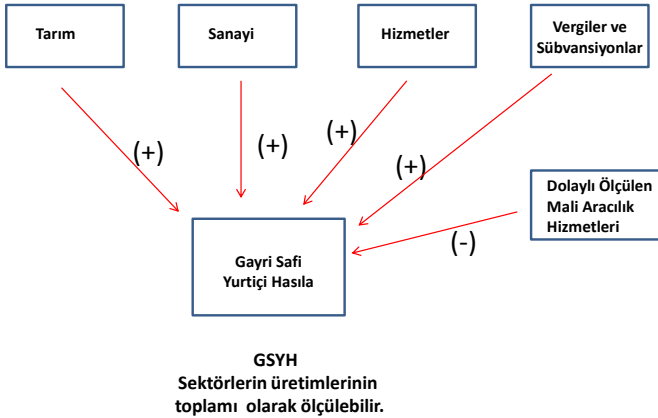 Tarım
Sanayi
Hizmetler
Vergiler ve
Sübvansiyonlar
(+)
(+)
(+)
(+)
Dolaylı Ölçülen
Mali Aracılık
Hizmetleri
(-)
Gayri Safi
Yurtiçi Hasıla
GSYH
Sektörlerin üretimlerinin
toplamı olarak ölçülebilir.